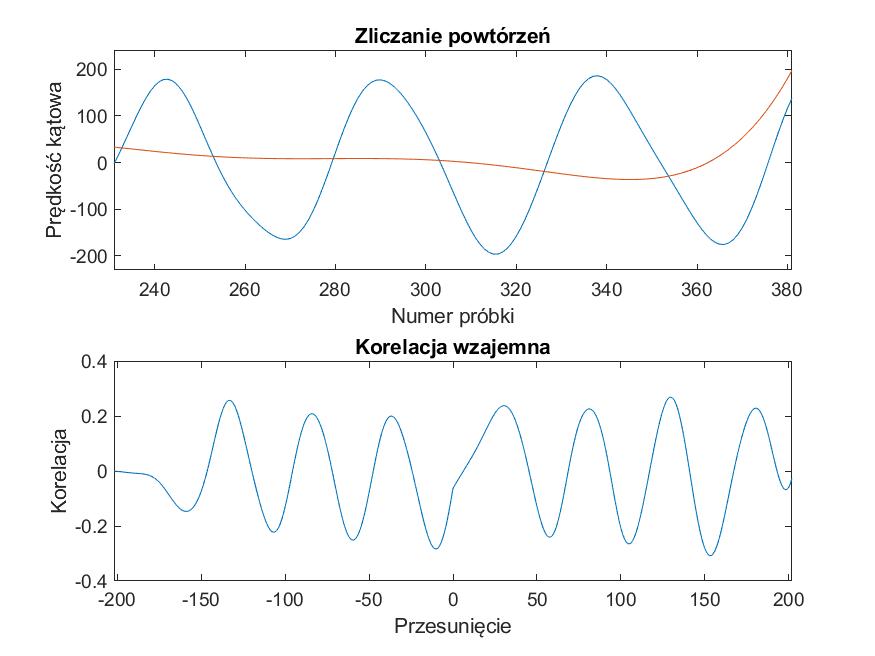 Zliczanie powtórzeń
200
100
0
-100
-200
Prędkość kątowa
240 260 280 300 320 340 360 380
Numer próbki
Korelacja wzajemna
0.4
0.2
0
-0.2
-0.4
Korelacja
-200 -150 -100 -50 0 50 100 150 200
Przesunięcie